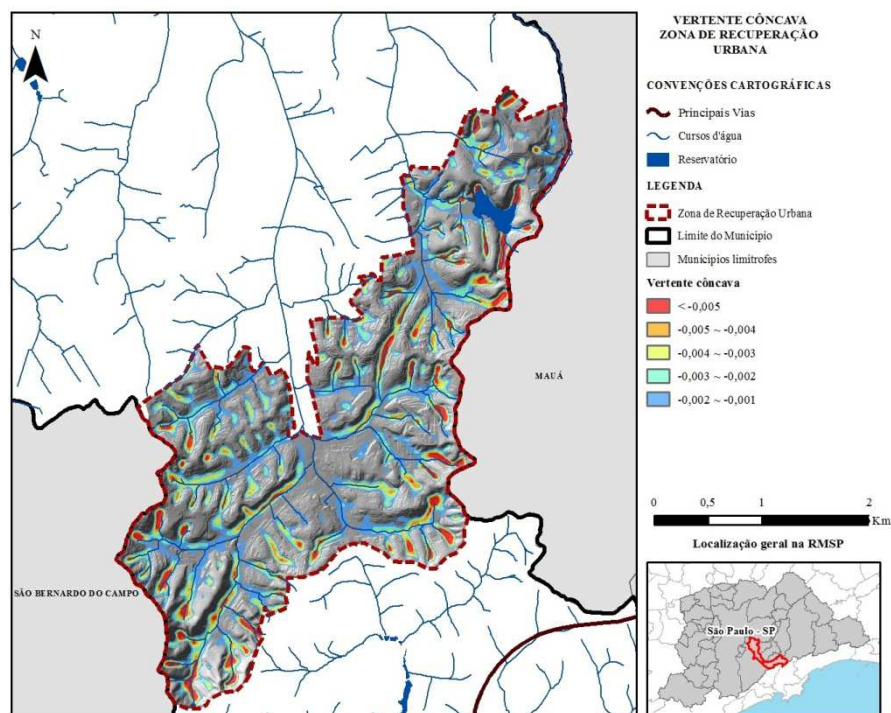 VERTENTE CÔNCAVA
ZONA DE RECUPERAÇÃO
URBANA
CONVENÇÕES CARTOGRÁFICAS
Principais Vias
Cursos d'água
Reservatório
LEGENDA
Zona de Recuperação Urbana
Limite do Município
Municípios limítrofes
Vertente côncava
< -0,005
-0,005 ~ -0,004
-0,004 ~ -0,003
-0,003 ~ -0,002
-0,002 ~ -0,001
0 0,5 1 2
Km
Localização geral na RMSP
São Paulo - SP
N
MAUÁ
SÃO BERNARDO DO CAMPO